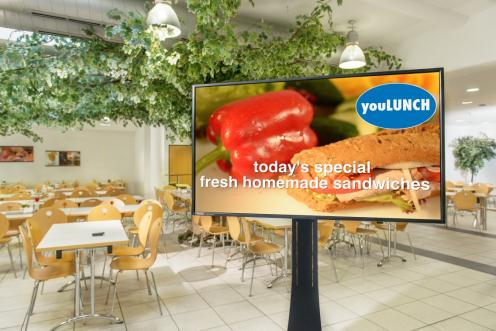 youLUNCH
today's special
fresh homemade sandwiches